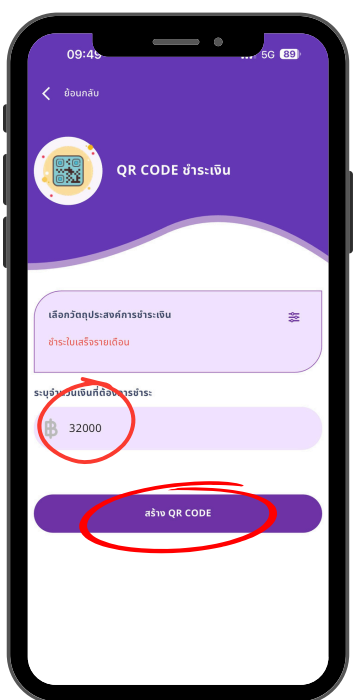 09:49
5G 89
ย้อนกลับ
QR CODE ชำระเงิน
เลือกวัตถุประสงค์การชำระเงิน
ชำระใบเสร็จรายเดือน
ระบุจำนวนเงินที่ต้องการชำระ
฿ 32000
สร้าง QR CODE